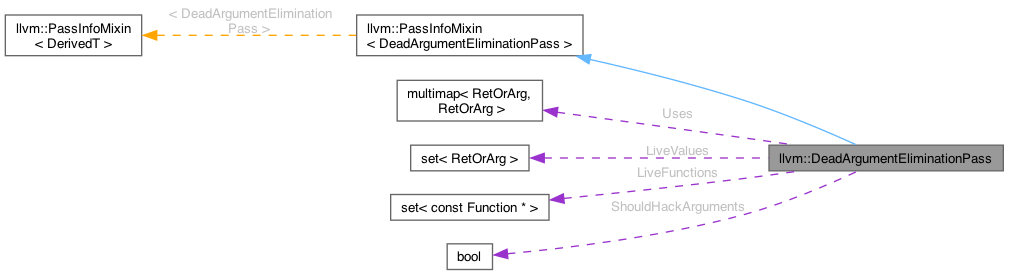 llvm::PassInfoMixin
< DerivedT >
< DeadArgumentElimination
Pass >
llvm::PassInfoMixin
< DeadArgumentEliminationPass >
multimap< RetOrArg,
RetOrArg >
Uses
set< RetOrArg >
LiveValues
llvm::DeadArgumentEliminationPass
LiveFunctions
set< const Function * >
ShouldHackArguments
bool